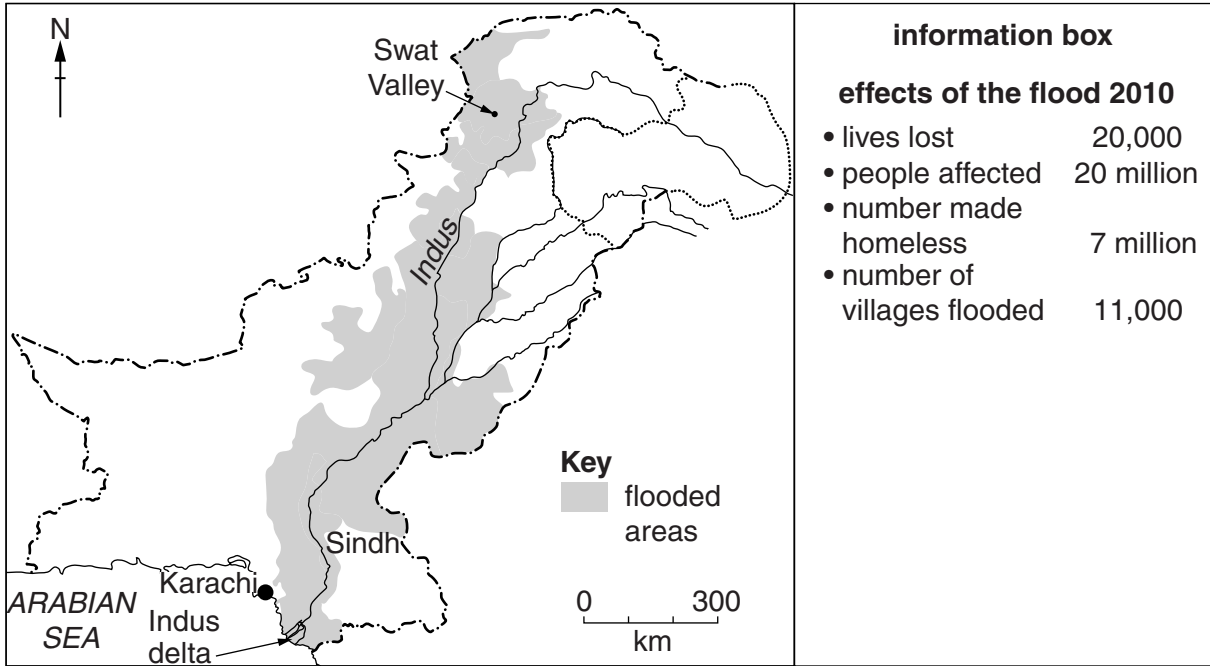 N
Swat
Valley
Indus
Key
flooded
areas
Sindh
Karachi
ARABIAN
SEA
Indus
delta
0 300
km
information box
effects of the flood 2010
• lives lost 20,000
• people affected 20 million
• number made
homeless 7 million
• number of
villages flooded 11,000